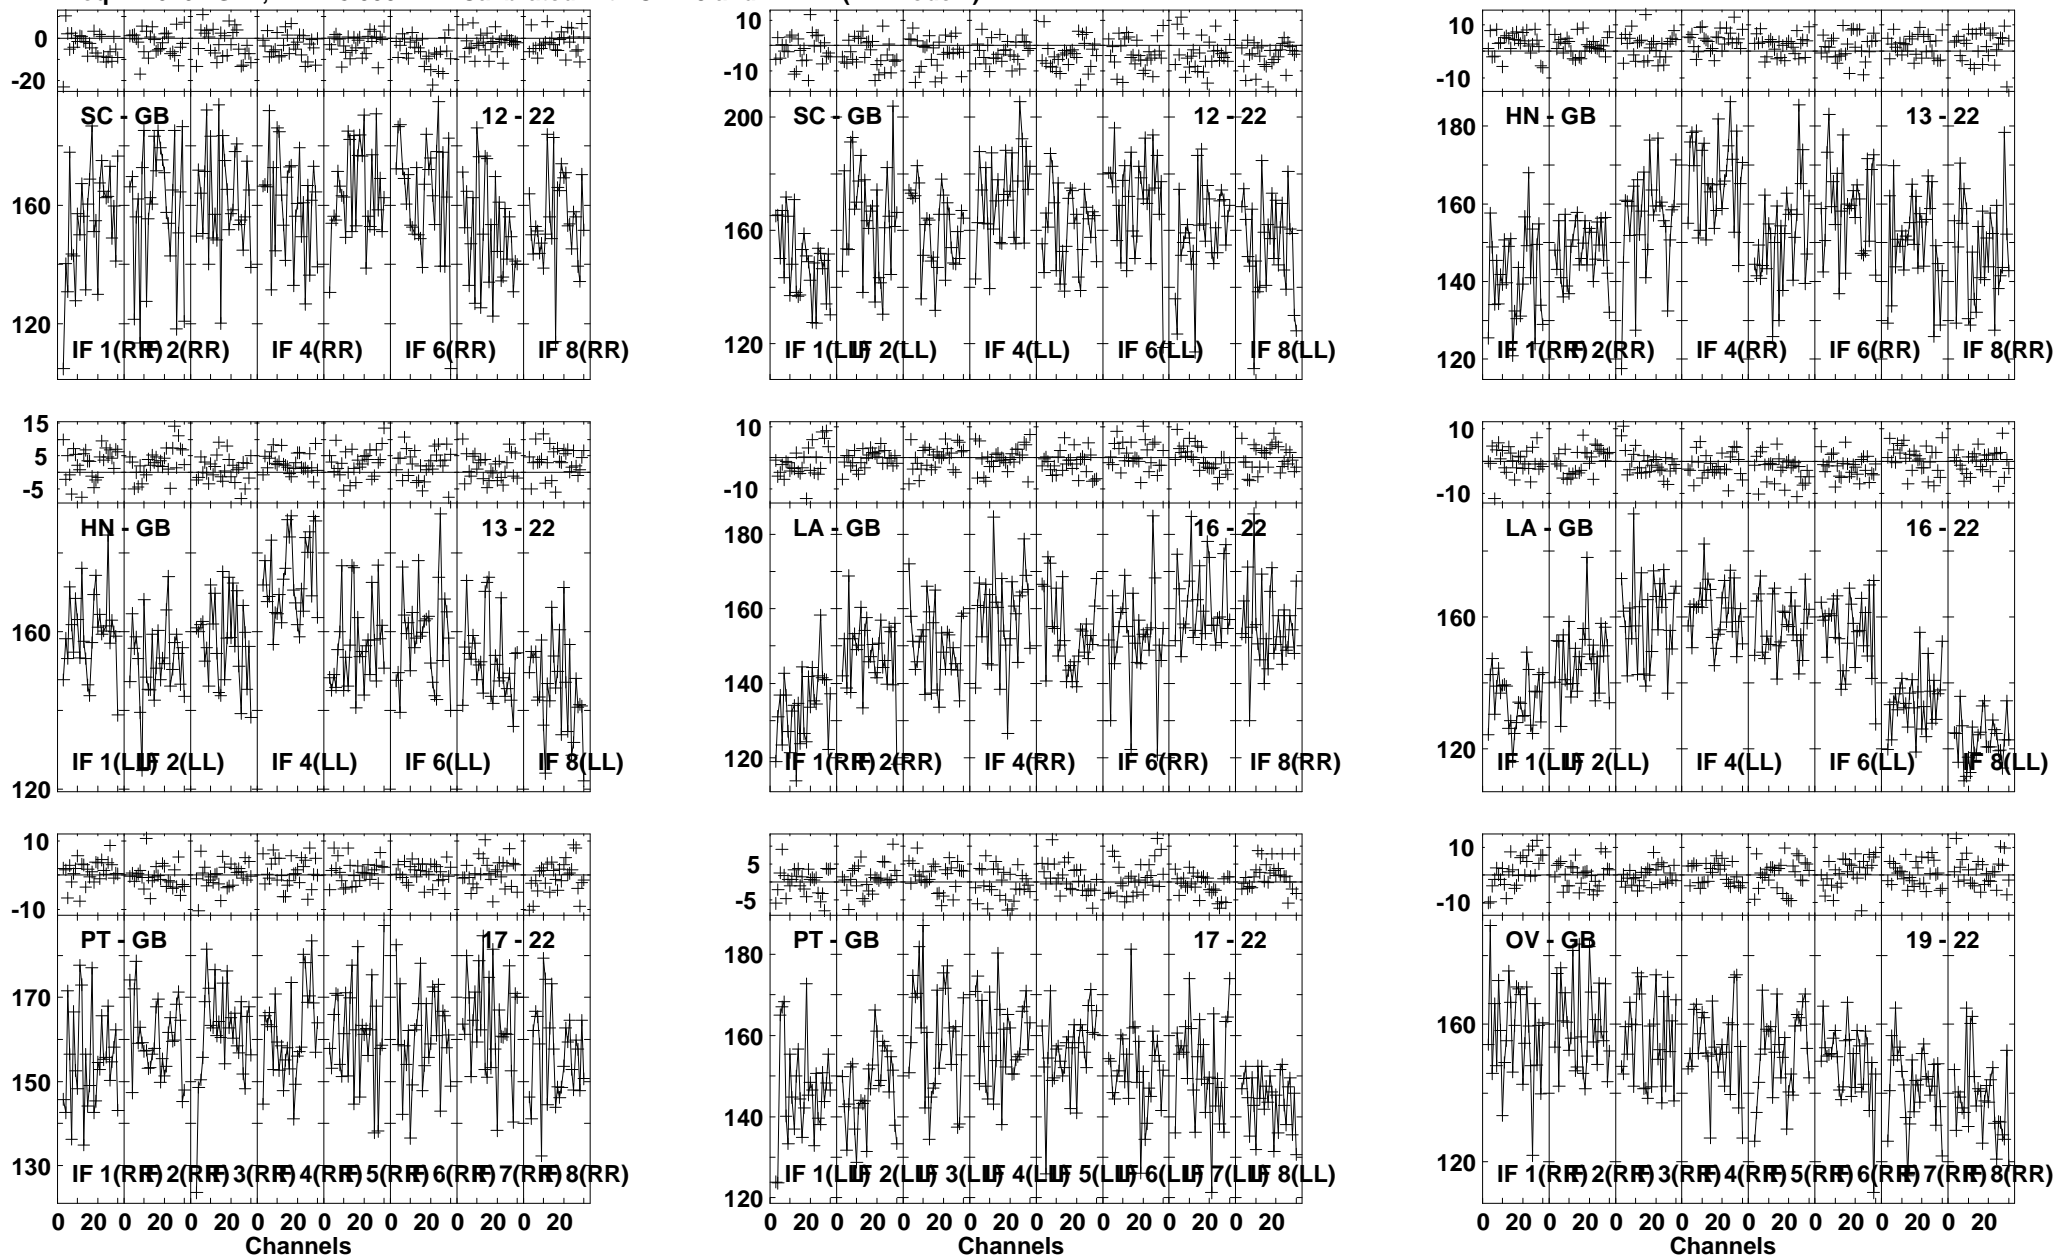 0
-20
SC - GB 12 - 22
160
120
IF 1(RR) IF 2(RR) IF 4(RR) IF 6(RR) IF 8(RR)
10
-10
SC - GB 12 - 22
200
160
120
IF 1(LL) IF 2(LL) IF 4(LL) IF 6(LL) IF 8(LL)
10
-10
HN - GB 13 - 22
180
160
140
120
IF 1(RR) IF 2(RR) IF 4(RR) IF 6(RR) IF 8(RR)
15
5
-5
HN - GB 13 - 22
160
120
IF 1(LL) IF 2(LL) IF 4(LL) IF 6(LL) IF 8(LL)
10
-10
LA - GB 16 - 22
180
160
140
120
IF 1(RR) IF 2(RR) IF 4(RR) IF 6(RR) IF 8(RR)
10
-10
LA - GB 16 - 22
160
120
IF 1(LL) IF 2(LL) IF 4(LL) IF 6(LL) IF 8(LL)
10
-10
PT - GB 17 - 22
170
150
130
IF 1(RR) IF 2(RR) IF 3(RR) IF 4(RR) IF 5(RR) IF 6(RR) IF 7(RR) IF 8(RR)
0 20 0 20 0 20 0 20 0 20 0 20 0 20 0 20
Channels
5
-5
PT - GB 17 - 22
180
160
140
120
IF 1(LL) IF 2(LL) IF 3(LL) IF 4(LL) IF 5(LL) IF 6(LL) IF 7(LL) IF 8(LL)
0 20 0 20 0 20 0 20 0 20 0 20 0 20 0 20
Channels
10
-10
OV - GB 19 - 22
160
120
IF 1(RR) IF 2(RR) IF 3(RR) IF 4(RR) IF 5(RR) IF 6(RR) IF 7(RR) IF 8(RR)
0 20 0 20 0 20 0 20 0 20 0 20 0 20 0 20
Channels